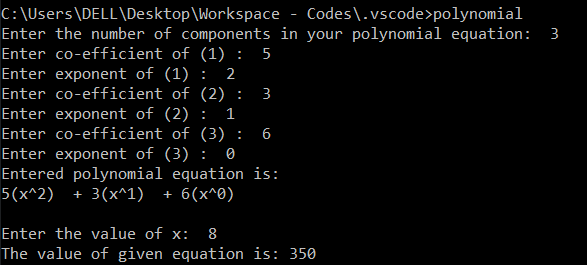 C:\Users\DELL\Desktop\Workspace - Codes\.vscode>polynomial
Enter the number of components in your polynomial equation:  3
Enter co-efficient of (1) :  5
Enter exponent of (1) :  2
Enter co-efficient of (2) :  3
Enter exponent of (2) :  1
Enter co-efficient of (3) :  6
Enter exponent of (3) :  0
Entered polynomial equation is:
5(x^2)  + 3(x^1)  + 6(x^0)
Enter the value of x:  8
The value of given equation is: 350